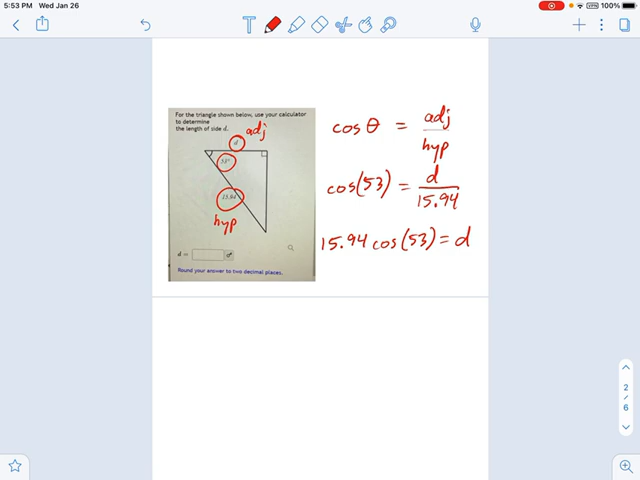 5:53 PM Wed Jan 26
100%
T
For the triangle shown below, use your calculator
to determine
the length of side d.
adj
d
53°
15.94
hyp
d =
Round your answer to two decimal places.
cos θ = adj / hyp
cos(53) = d / 15.94
15.94 cos(53) = d
2
/
6